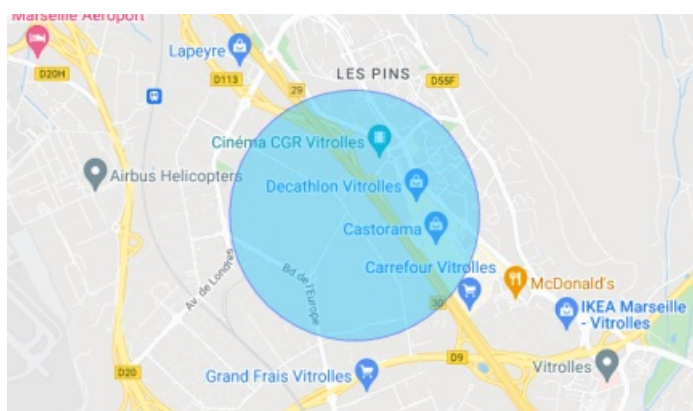 Marseille Aéroport
Lapeyre
LES PINS
D20H
D113
D55F
29
Cinéma CGR Vitrolles
Airbus Helicopters
Decathlon Vitrolles
Castorama
Carrefour Vitrolles
McDonald's
Av. de Londres
Bd de l'Europe
30
IKEA Marseille
- Vitrolles
D9
D20
Grand Frais Vitrolles
Vitrolles